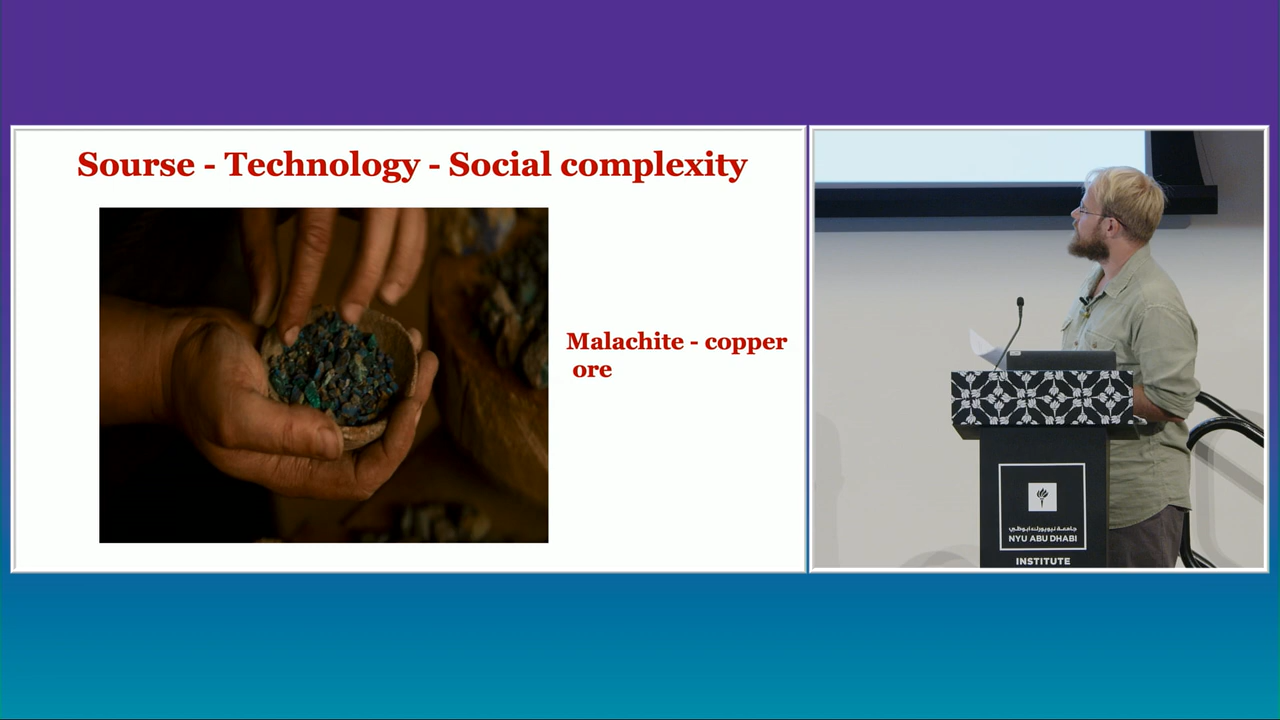 Sourse - Technology - Social complexity
Malachite - copper
ore
جامعة نيويورك أبوظبي
NYU ABU DHABI
INSTITUTE